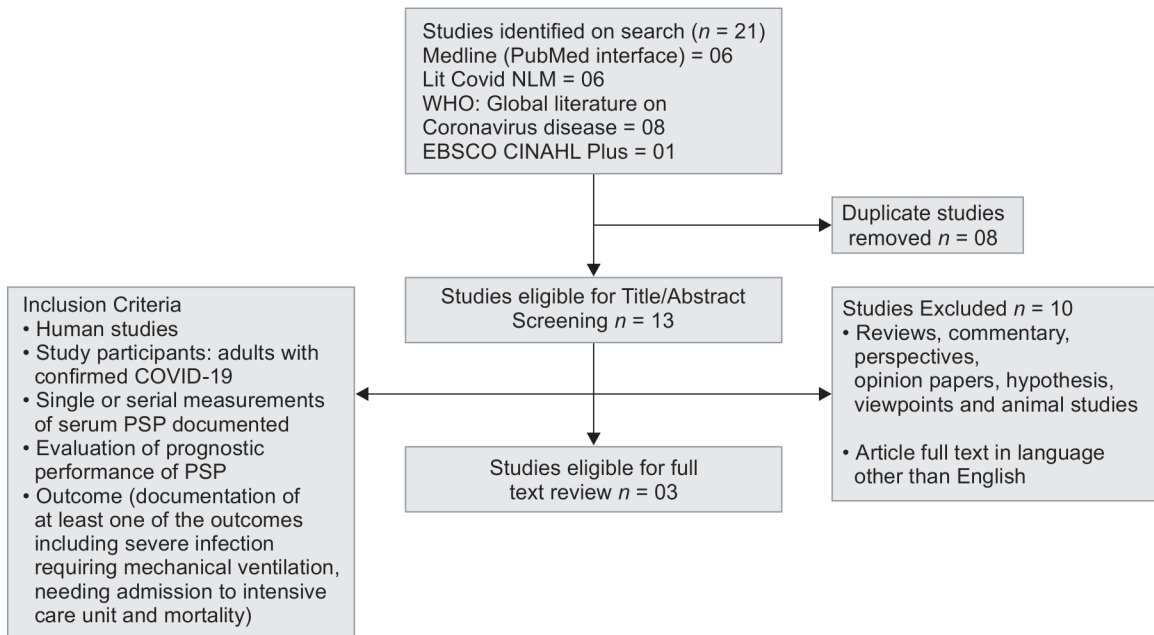 Studies identified on search (n = 21)
Medline (PubMed interface) = 06
Lit Covid NLM = 06
WHO: Global literature on
Coronavirus disease = 08
EBSCO CINAHL Plus = 01
Duplicate studies
removed n = 08
Studies eligible for Title/Abstract
Screening n = 13
Inclusion Criteria
• Human studies
• Study participants: adults with
confirmed COVID-19
• Single or serial measurements
of serum PSP documented
• Evaluation of prognostic
performance of PSP
• Outcome (documentation of
at least one of the outcomes
including severe infection
requiring mechanical ventilation,
needing admission to intensive
care unit and mortality)
Studies Excluded n = 10
• Reviews, commentary,
perspectives,
opinion papers, hypothesis,
viewpoints and animal studies
• Article full text in language
other than English
Studies eligible for full
text review n = 03